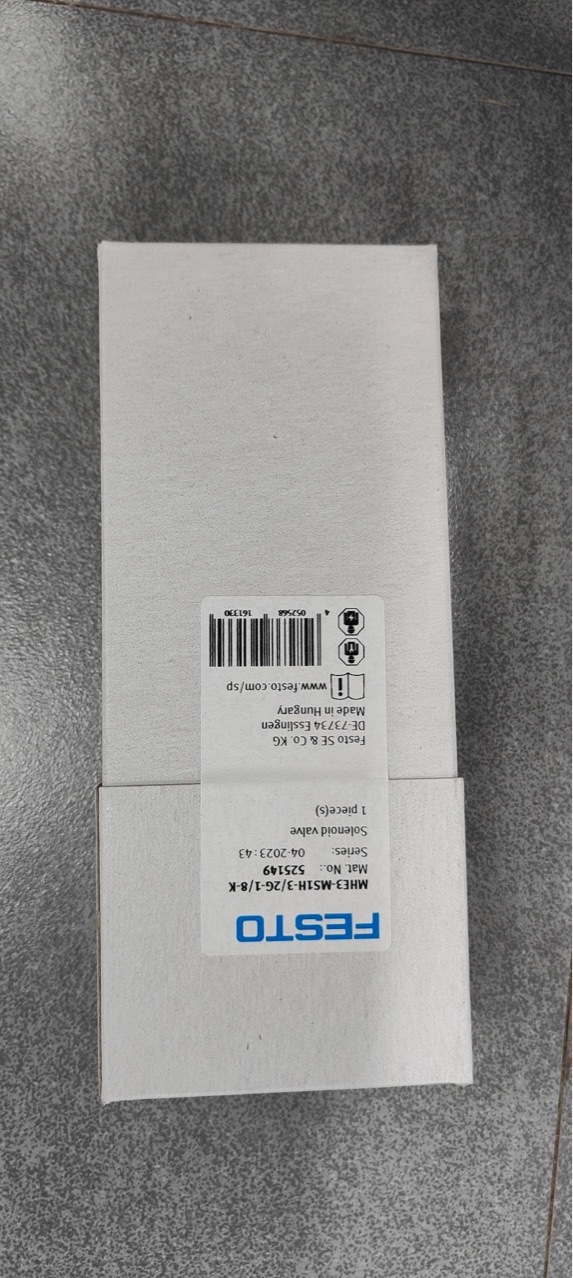 FESTO
MHE3-MS1H-3/2G-1/8-K
Mat. No.: 525149
Series: 04-2023:43
Solenoid valve
1 piece(s)
Festo SE & Co. KG
DE-73734 Esslingen
Made in Hungary
www.festo.com/sp
4 052568 161330